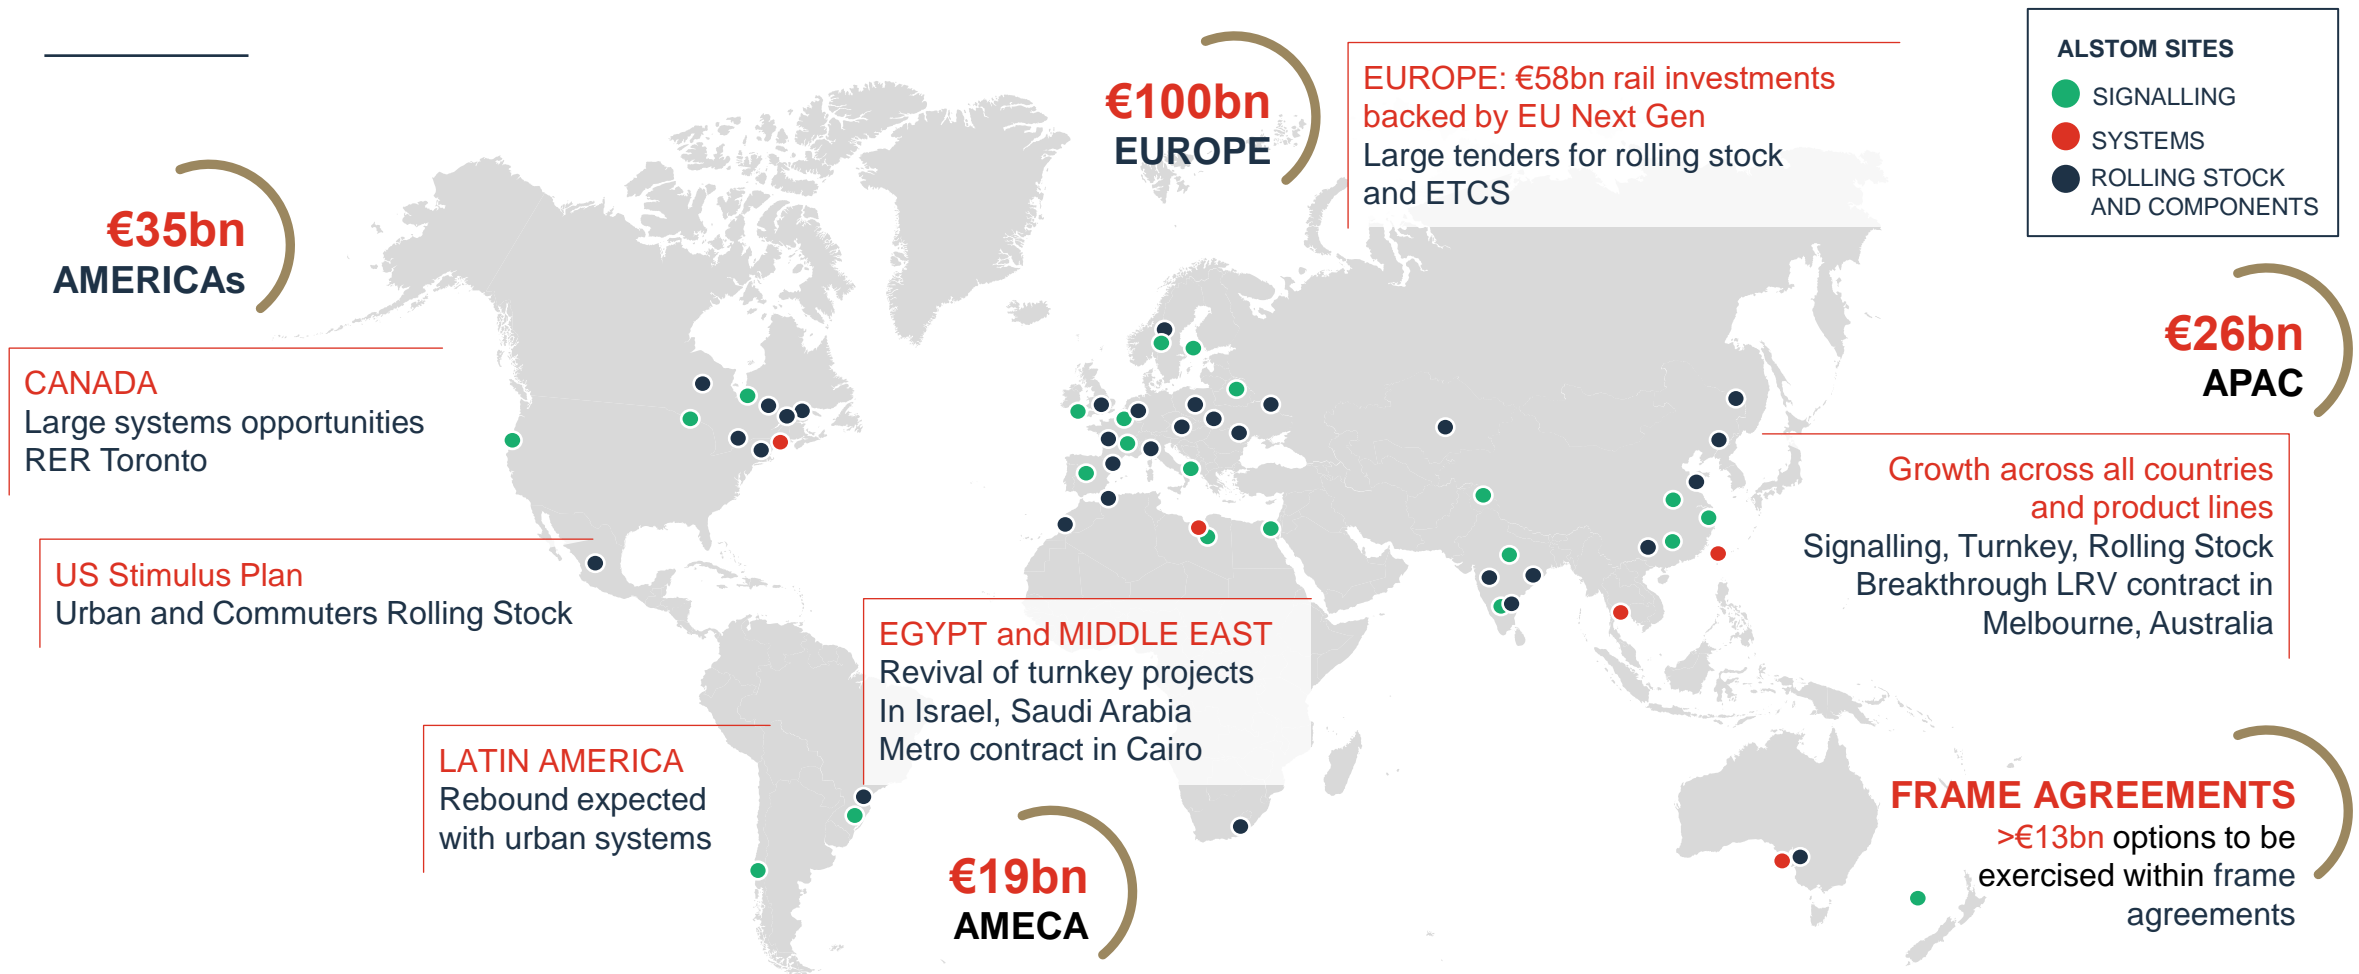 €35bn
AMERICAs
CANADA
Large systems opportunities
RER Toronto
US Stimulus Plan
Urban and Commuters Rolling Stock
LATIN AMERICA
Rebound expected
with urban systems
€100bn
EUROPE
EUROPE: €58bn rail investments
backed by EU Next Gen
Large tenders for rolling stock
and ETCS
EGYPT and MIDDLE EAST
Revival of turnkey projects
In Israel, Saudi Arabia
Metro contract in Cairo
€19bn
AMECA
ALSTOM SITES
SIGNALLING
SYSTEMS
ROLLING STOCK
AND COMPONENTS
€26bn
APAC
Growth across all countries
and product lines
Signalling, Turnkey, Rolling Stock
Breakthrough LRV contract in
Melbourne, Australia
FRAME AGREEMENTS
>€13bn options to be
exercised within frame
agreements